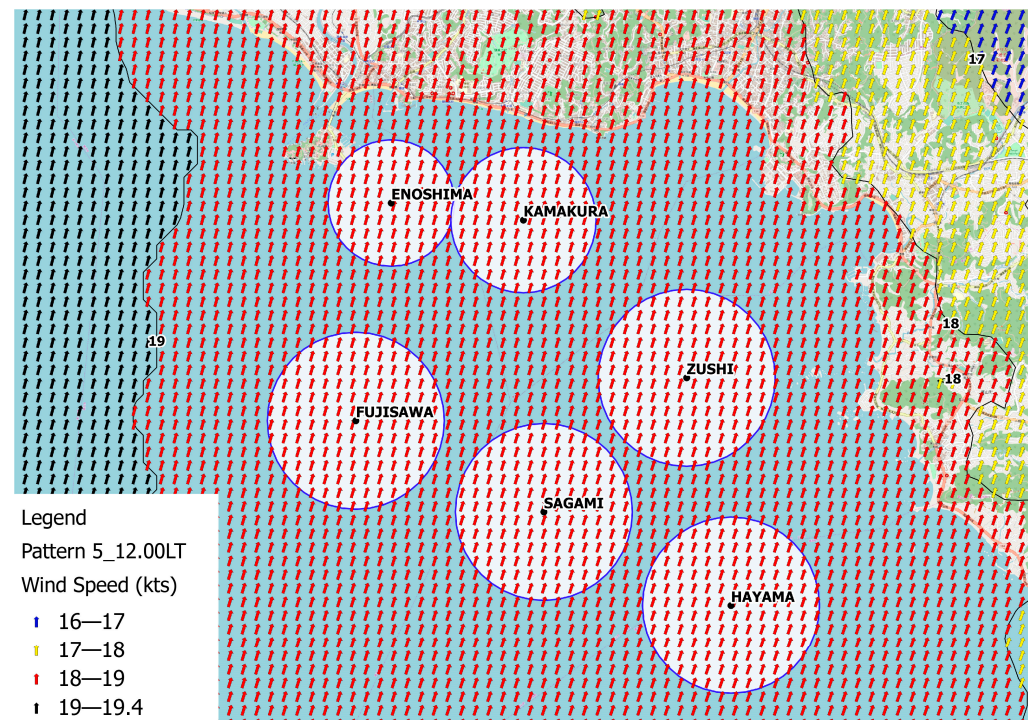 17
ENOSHIMA
KAMAKURA
18
19
ZUSHI
18
FUJISAWA
SAGAMI
HAYAMA
Legend
Pattern 5_12.00LT
Wind Speed (kts)
16—17
17—18
18—19
19—19.4